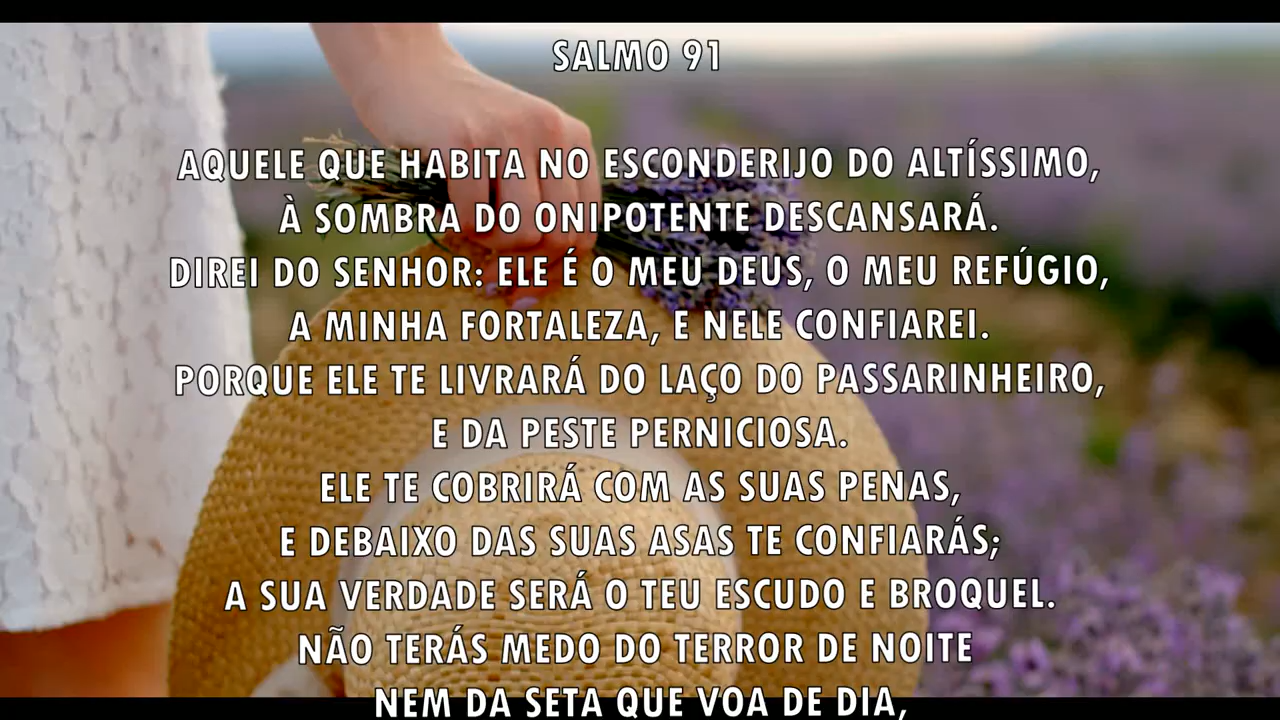 SALMO 91
AQUELE QUE HABITA NO ESCONDERIJO DO ALTÍSSIMO,
À SOMBRA DO ONIPOTENTE DESCANSARÁ.
DIREI DO SENHOR: ELE É O MEU DEUS, O MEU REFÚGIO,
A MINHA FORTALEZA, E NELE CONFIAREI.
PORQUE ELE TE LIVRARÁ DO LAÇO DO PASSARINHEIRO,
E DA PESTE PERNICIOSA.
ELE TE COBRIRÁ COM AS SUAS PENAS,
E DEBAIXO DAS SUAS ASAS TE CONFIARÁS;
A SUA VERDADE SERÁ O TEU ESCUDO E BROQUEL.
NÃO TERÁS MEDO DO TERROR DE NOITE
NEM DA SETA QUE VOA DE DIA,